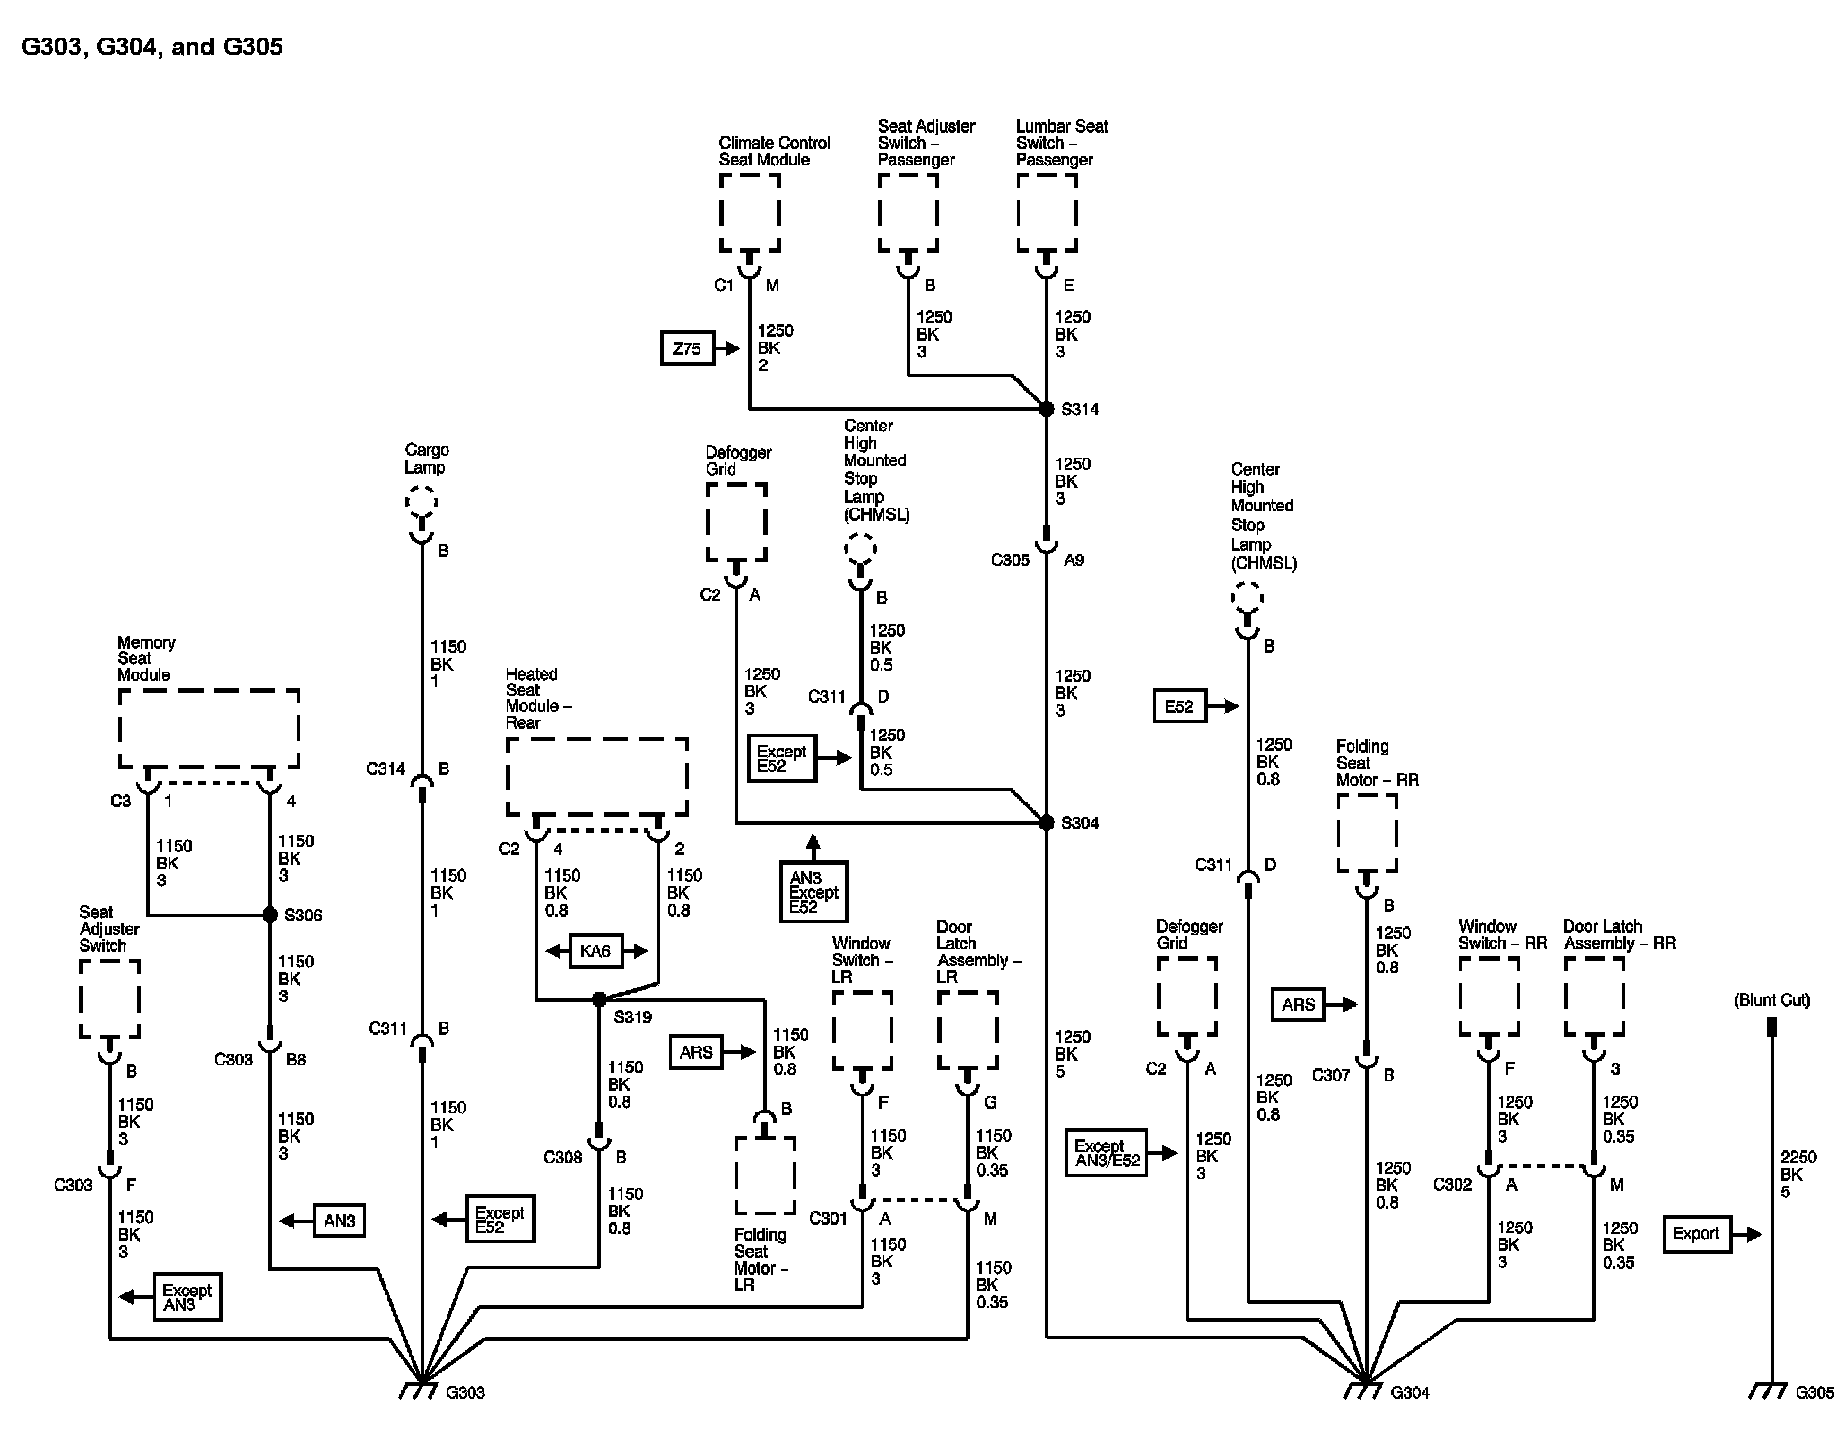 G303, G304, and G305
Climate Control
Seat Module
C1 M
Z75
1250
BK
2
Seat Adjuster
Switch –
Passenger
B
1250
BK
3
Lumbar Seat
Switch –
Passenger
E
1250
BK
3
S314
1250
BK
3
C305 A9
1250
BK
3
S304
1250
BK
5
Defogger
Grid
C2 A
1250
BK
3
AN3
Except
E52
Center
High
Mounted
Stop
Lamp
(CHMSL)
B
1250
BK
0.5
C311 D
1250
BK
0.5
Except
E52
Cargo
Lamp
B
1150
BK
1
C314 B
1150
BK
1
C311 B
1150
BK
1
Except
E52
Memory
Seat
Module
C3 1 4
1150
BK
3
1150
BK
3
S306
1150
BK
3
C303 B8
1150
BK
3
AN3
Seat
Adjuster
Switch
B
1150
BK
3
C303 F
1150
BK
3
Except
AN3
Heated
Seat
Module –
Rear
C2 4 2
1150
BK
0.8
1150
BK
0.8
KA6
S319
1150
BK
0.8
C308 B
1150
BK
0.8
ARS
1150
BK
0.8
B
Folding
Seat
Motor –
LR
Window
Switch –
LR
F
1150
BK
3
C301 A
1150
BK
3
Door
Latch
Assembly –
LR
G
1150
BK
0.35
M
1150
BK
0.35
G303
Center
High
Mounted
Stop
Lamp
(CHMSL)
B
E52
1250
BK
0.8
C311 D
1250
BK
0.8
Defogger
Grid
C2 A
Except
AN3/E52
1250
BK
3
Folding
Seat
Motor – RR
B
1250
BK
0.8
ARS
C307 B
1250
BK
0.8
Window
Switch – RR
F
1250
BK
3
C302 A
1250
BK
3
Door Latch
Assembly – RR
3
1250
BK
0.35
M
1250
BK
0.35
G304
(Blunt Cut)
2250
BK
5
Export
G305